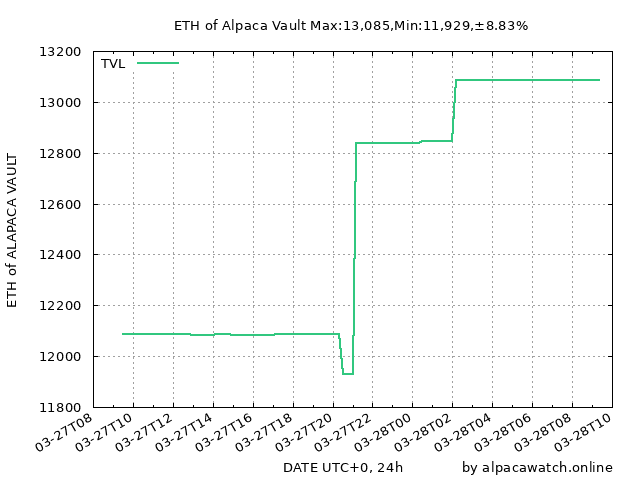 ETH of Alpaca Vault Max:13,085,Min:11,929,±8.83%
TVL
ETH of ALAPACA VAULT
13200
13000
12800
12600
12400
12200
12000
11800
03-27T08
03-27T10
03-27T12
03-27T14
03-27T16
03-27T18
03-27T20
03-27T22
03-28T00
03-28T02
03-28T04
03-28T06
03-28T08
03-28T10
DATE UTC+0, 24h
by alpacawatch.online